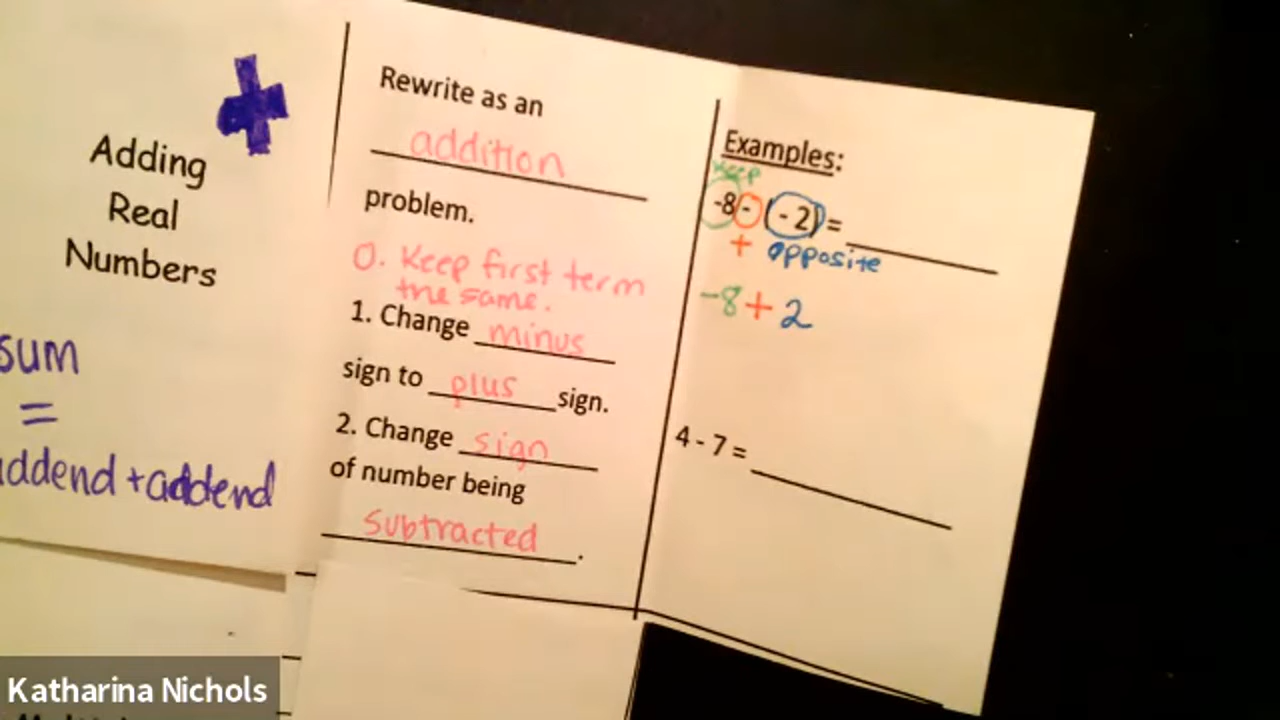 Adding
Real
Numbers
sum
=
addend + addend
Rewrite as an
addition
problem.
0. Keep first term
the same.
1. Change minus
sign to plus sign.
2. Change sign
of number being
subtracted.
Examples:
keep
-8 - (-2) =
+ opposite
-8 + 2
4 - 7 =
Katharina Nichols